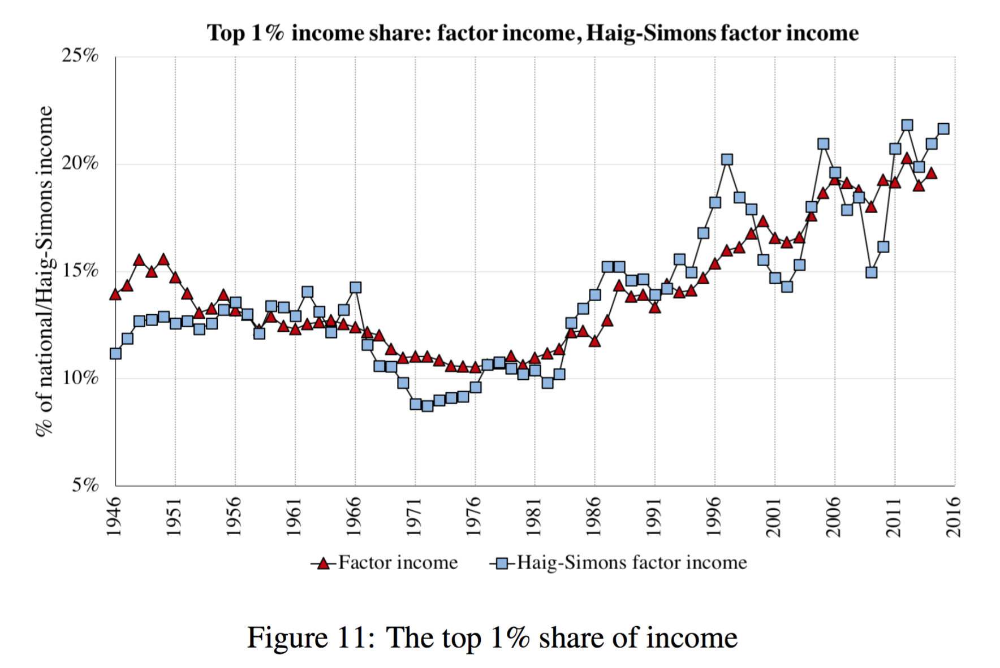 Top 1% income share: factor income, Haig-Simons factor income
% of national/Haig-Simons income
25%
20%
15%
10%
5%
1946 1951 1956 1961 1966 1971 1976 1981 1986 1991 1996 2001 2006 2011 2016
Factor income Haig-Simons factor income
Figure 11: The top 1% share of income